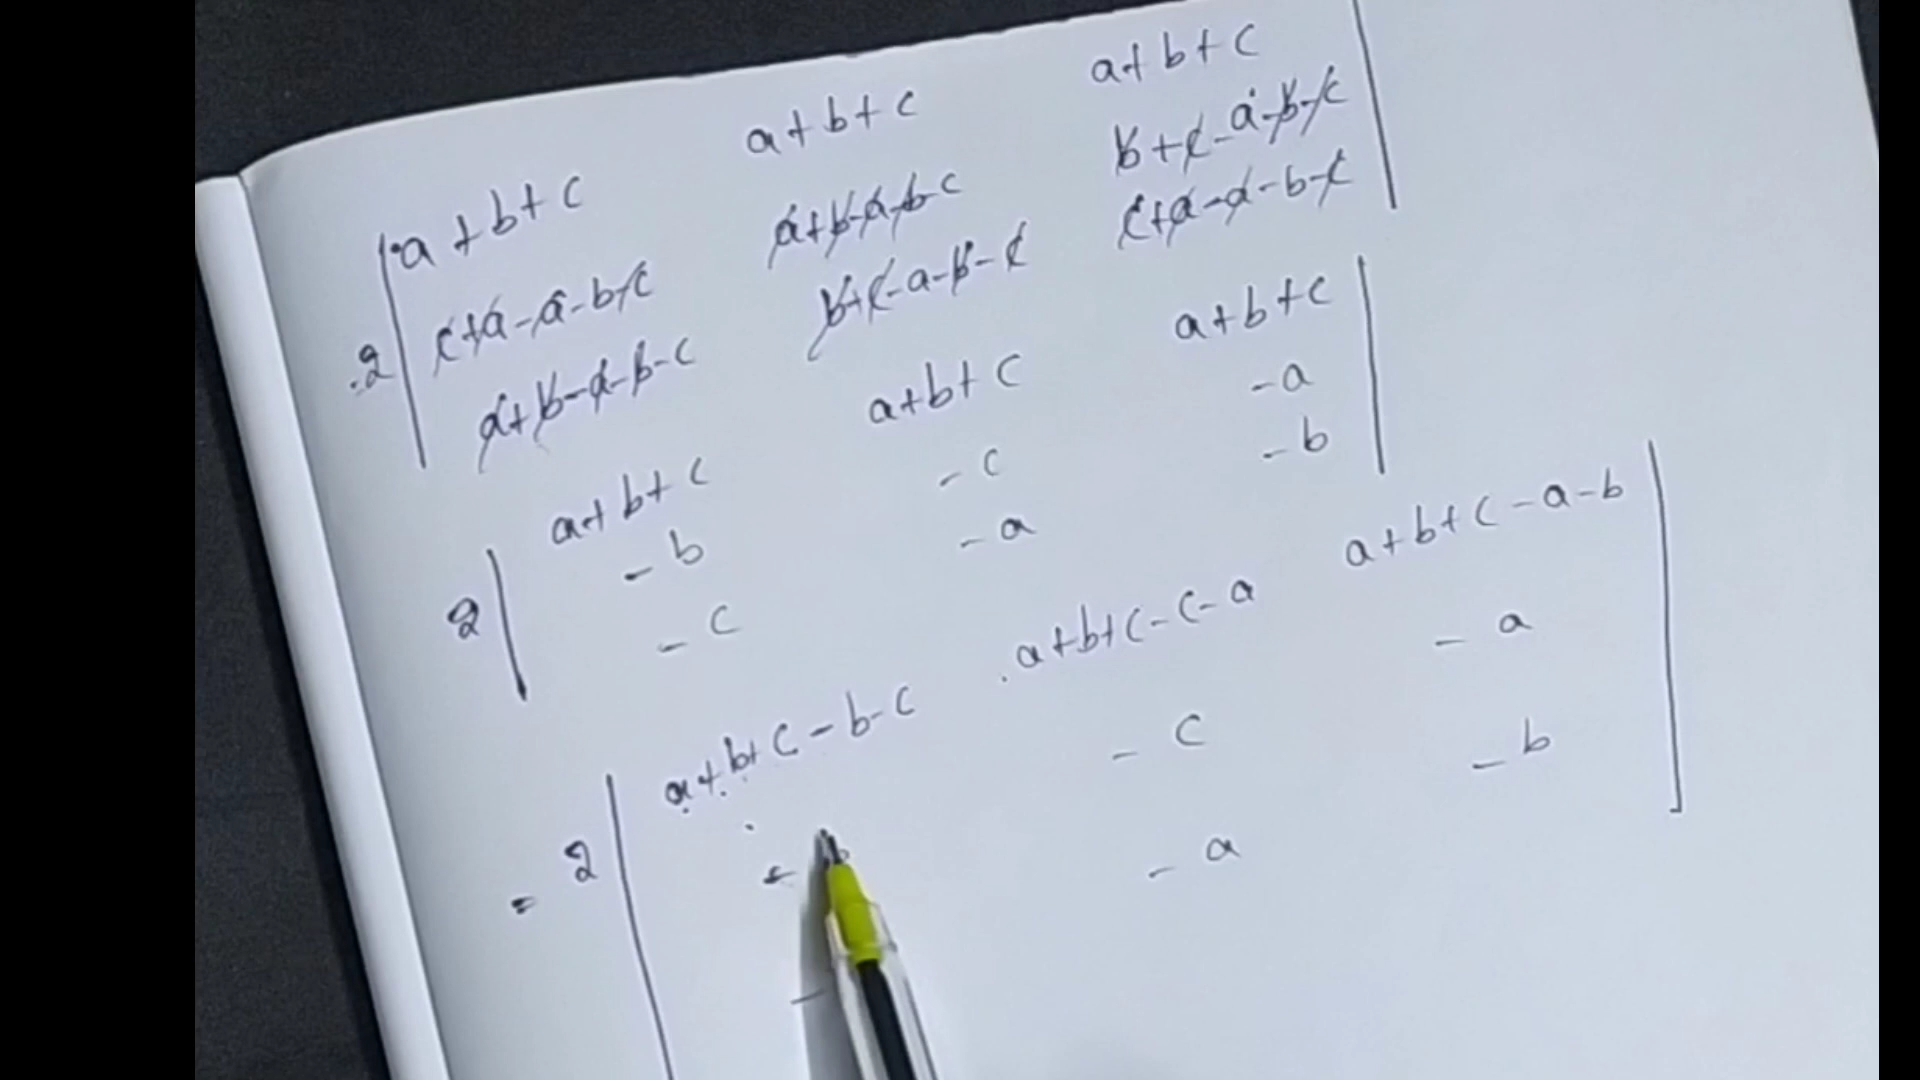 a+b+c a+b+c a+b+c
c+a-a-b-c a+b-a-b-c b+c-a-b-c
2 a+b-a-b-c b+c-a-b-c c+a-a-b-c
a+b+c a+b+c a+b+c
-b -c -a
2 -c -a -b
a+b+c-b-c a+b+c-c-a a+b+c-a-b
- -c -a
= 2 - -a -b